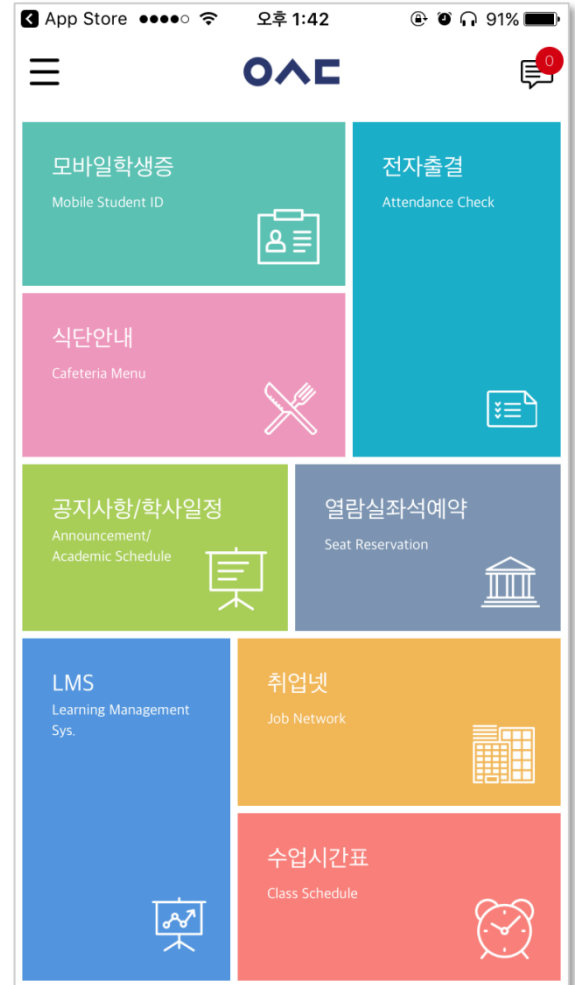 App Store
오후 1:42
91%
ㅇㅅㄷ
0
모바일학생증
Mobile Student ID
전자출결
Attendance Check
식단안내
Cafeteria Menu
공지사항/학사일정
Announcement/
Academic Schedule
열람실좌석예약
Seat Reservation
LMS
Learning Management
Sys.
취업넷
Job Network
수업시간표
Class Schedule